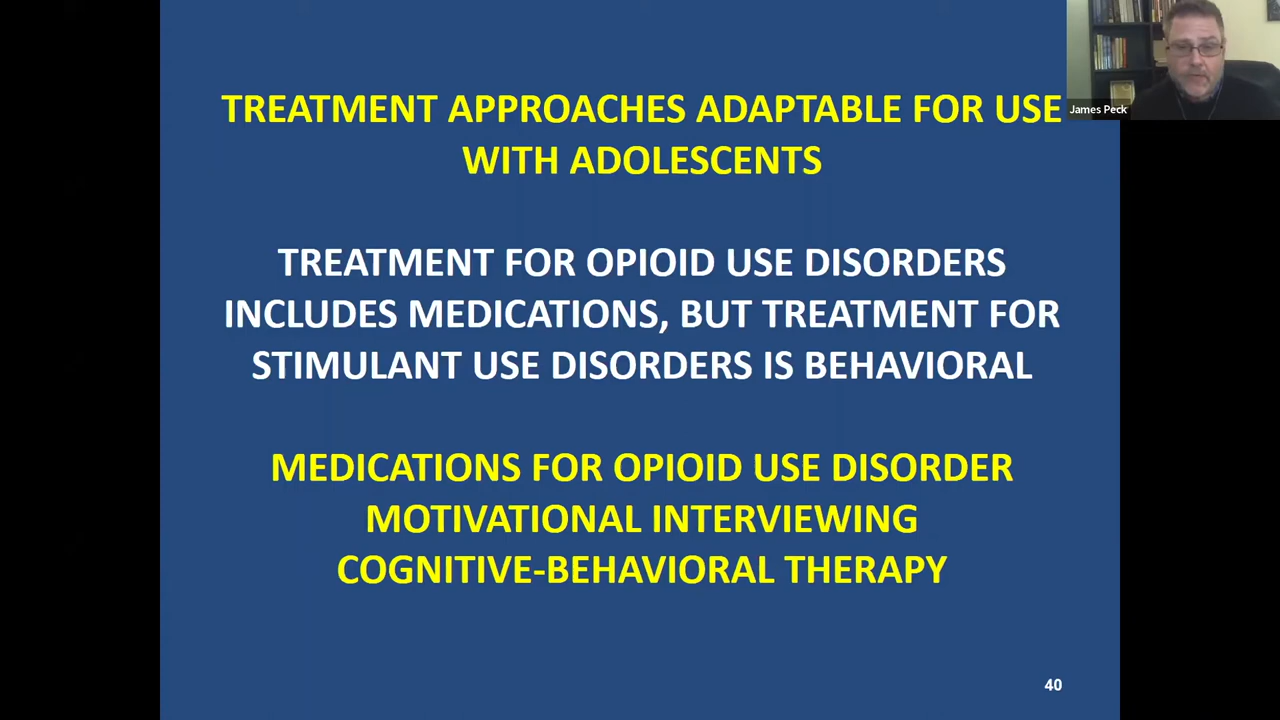 TREATMENT APPROACHES ADAPTABLE FOR USE
WITH ADOLESCENTS
TREATMENT FOR OPIOID USE DISORDERS
INCLUDES MEDICATIONS, BUT TREATMENT FOR
STIMULANT USE DISORDERS IS BEHAVIORAL
MEDICATIONS FOR OPIOID USE DISORDER
MOTIVATIONAL INTERVIEWING
COGNITIVE-BEHAVIORAL THERAPY
James Peck
40